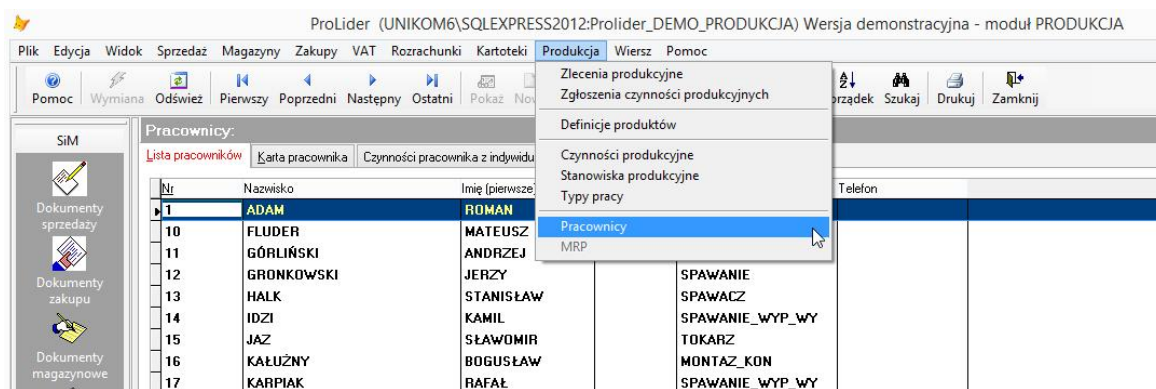 ProLider (UNIKOM6\SQLEXPRESS2012:Prolider_DEMO_PRODUKCJA) Wersja demonstracyjna - moduł PRODUKCJA
Plik Edycja Widok Sprzedaż Magazyny Zakupy VAT Rozrachunki Kartoteki Produkcja Wiersz Pomoc
Pomoc Wymiana Odśwież Pierwszy Poprzedni Następny Ostatni Pokaż Now orządek Szukaj Drukuj Zamknij
Zlecenia produkcyjne
Zgłoszenia czynności produkcyjnych
Definicje produktów
Czynności produkcyjne
Stanowiska produkcyjne
Typy pracy
Pracownicy
MRP
SiM
Dokumenty
sprzedaży
Dokumenty
zakupu
Dokumenty
magazynowe
Pracownicy:
Lista pracowników Karta pracownika Czynności pracownika z indywidu
Nr Nazwisko Imię (pierwsze) Telefon
1 ADAM ROMAN
10 FLUDER MATEUSZ
11 GÓRLIŃSKI ANDRZEJ
12 GRONKOWSKI JERZY SPAWANIE
13 HALK STANISŁAW SPAWACZ
14 IDZI KAMIL SPAWANIE_WYP_WY
15 JAZ SŁAWOMIR TOKARZ
16 KAŁUŻNY BOGUSŁAW MONTAZ_KON
17 KARPIAK RAFAŁ SPAWANIE_WYP_WY